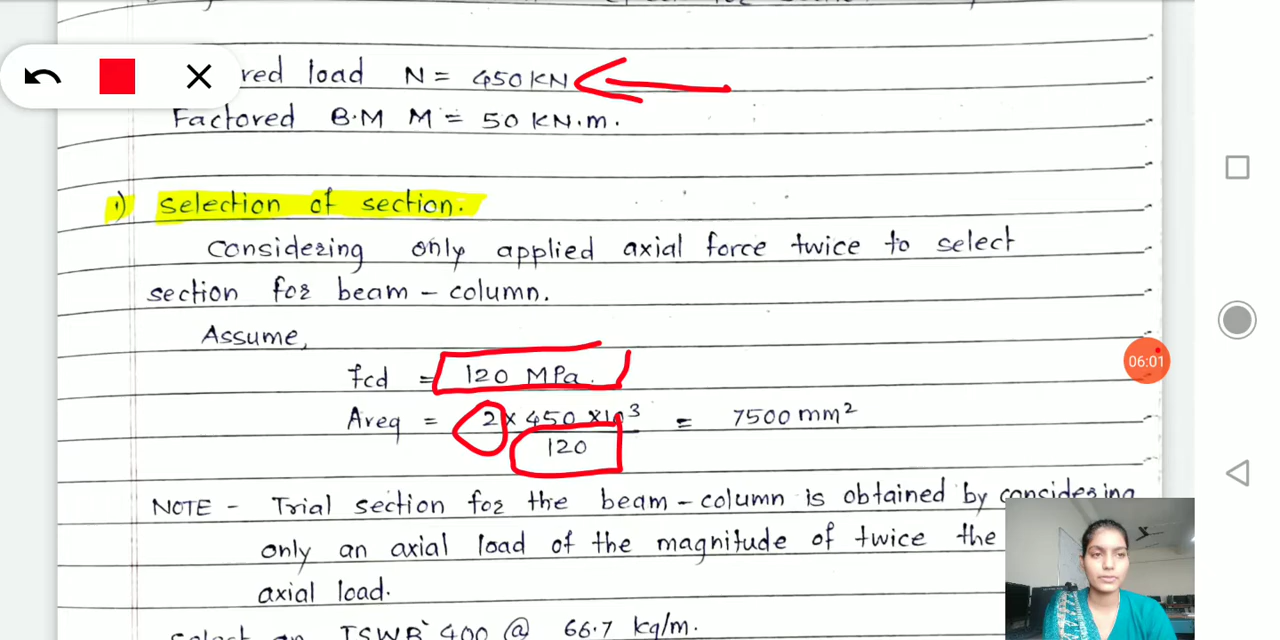 red load N = 450 KN
Factored B.M M = 50 KN.m.
1) Selection of section.
Considering only applied axial force twice to select
section for beam - column.
Assume,
fcd = 120 MPa.
06:01
Areq = 2 x 450 x 10³ / 120 = 7500 mm²
NOTE - Trial section for the beam - column is obtained by considering
only an axial load of the magnitude of twice the
axial load.
Select an ISWB 400 @ 66.7 kg/m.